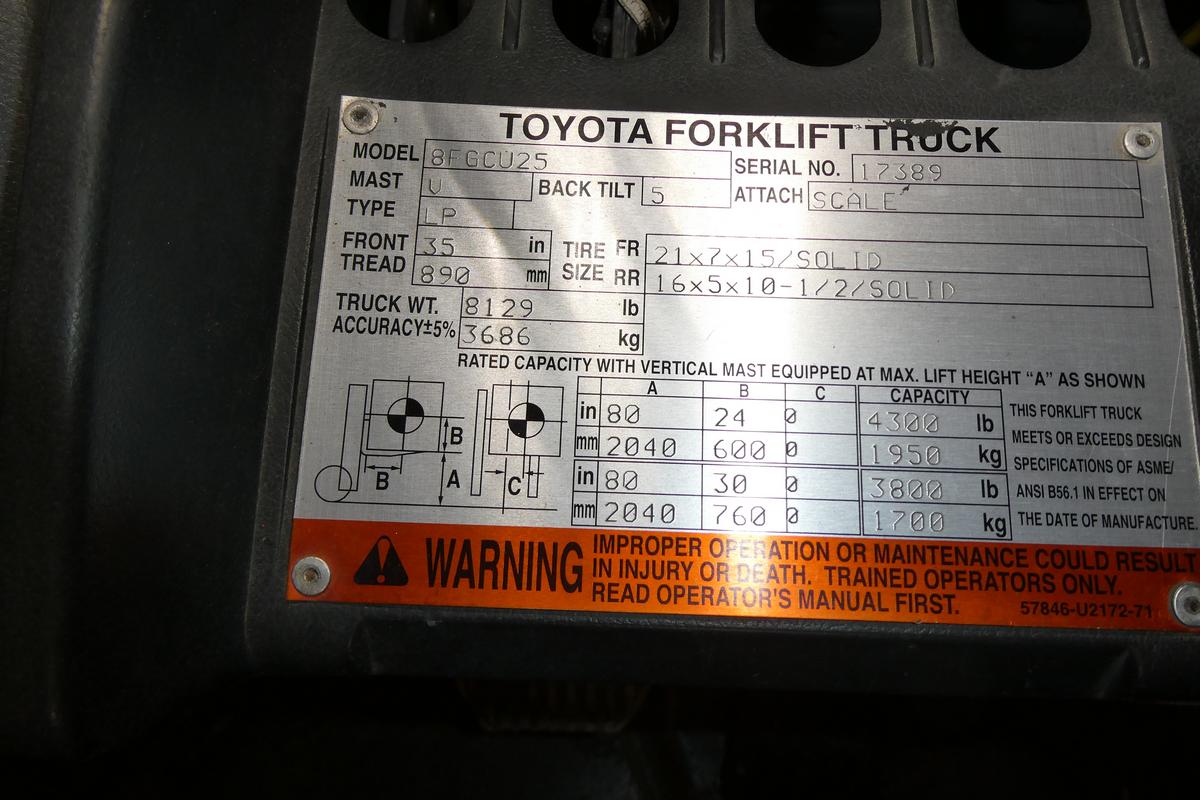 TOYOTA FORKLIFT TRUCK
MODEL 8FGCU25 SERIAL NO. 17389
MAST V BACK TILT 5 ATTACH SCALE
TYPE LP
FRONT TREAD 35 in TIRE SIZE FR 21x7x15/SOLID
890 mm RR 16x5x10-1/2/SOLID
TRUCK WT. 8129 lb
ACCURACY±5% 3686 kg
RATED CAPACITY WITH VERTICAL MAST EQUIPPED AT MAX. LIFT HEIGHT "A" AS SHOWN
A B C CAPACITY
in 80 24 0 4300 lb
mm 2040 600 0 1950 kg
in 80 30 0 3800 lb
mm 2040 760 0 1700 kg
B
B A C
THIS FORKLIFT TRUCK
MEETS OR EXCEEDS DESIGN
SPECIFICATIONS OF ASME/
ANSI B56.1 IN EFFECT ON
THE DATE OF MANUFACTURE.
WARNING
IMPROPER OPERATION OR MAINTENANCE COULD RESULT
IN INJURY OR DEATH. TRAINED OPERATORS ONLY.
READ OPERATOR'S MANUAL FIRST.
57846-U2172-71